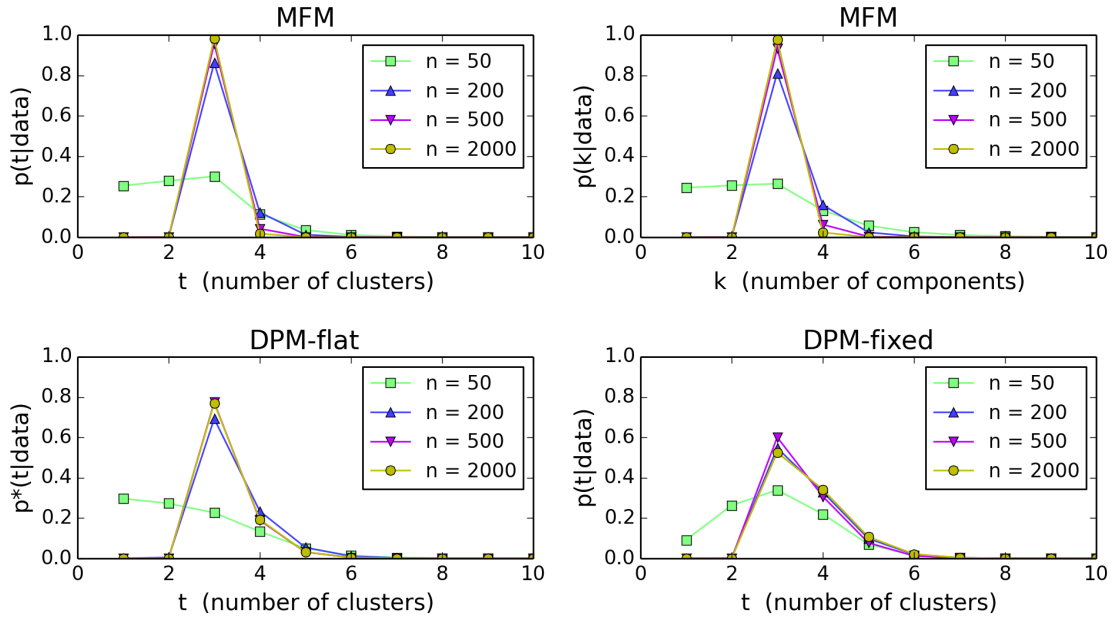 MFM
p(t|data)
1.0
0.8
0.6
0.4
0.2
0.0
n = 50
n = 200
n = 500
n = 2000
0 2 4 6 8 10
t (number of clusters)
MFM
p(k|data)
1.0
0.8
0.6
0.4
0.2
0.0
n = 50
n = 200
n = 500
n = 2000
0 2 4 6 8 10
k (number of components)
DPM-flat
p*(t|data)
1.0
0.8
0.6
0.4
0.2
0.0
n = 50
n = 200
n = 500
n = 2000
0 2 4 6 8 10
t (number of clusters)
DPM-fixed
p(t|data)
1.0
0.8
0.6
0.4
0.2
0.0
n = 50
n = 200
n = 500
n = 2000
0 2 4 6 8 10
t (number of clusters)